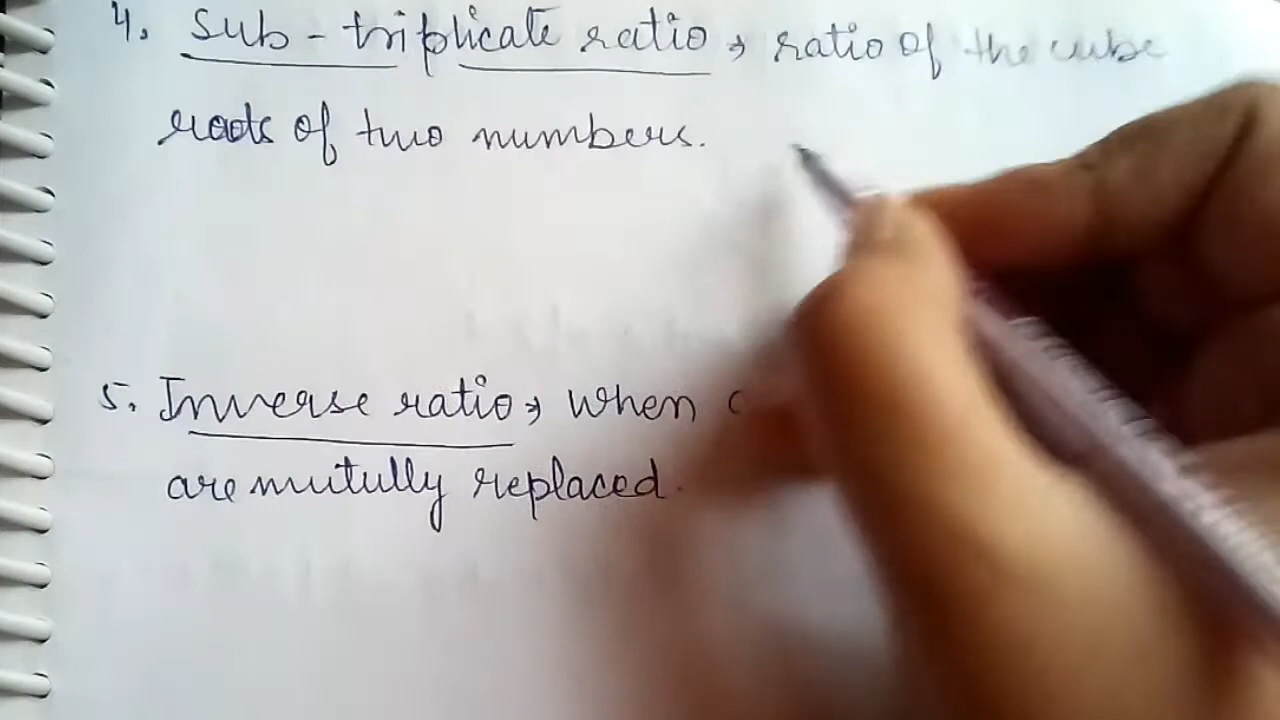 4. Sub-triplicate ratio → ratio of the cube
roots of two numbers.
5. Inverse ratio → when
are mutully replaced.